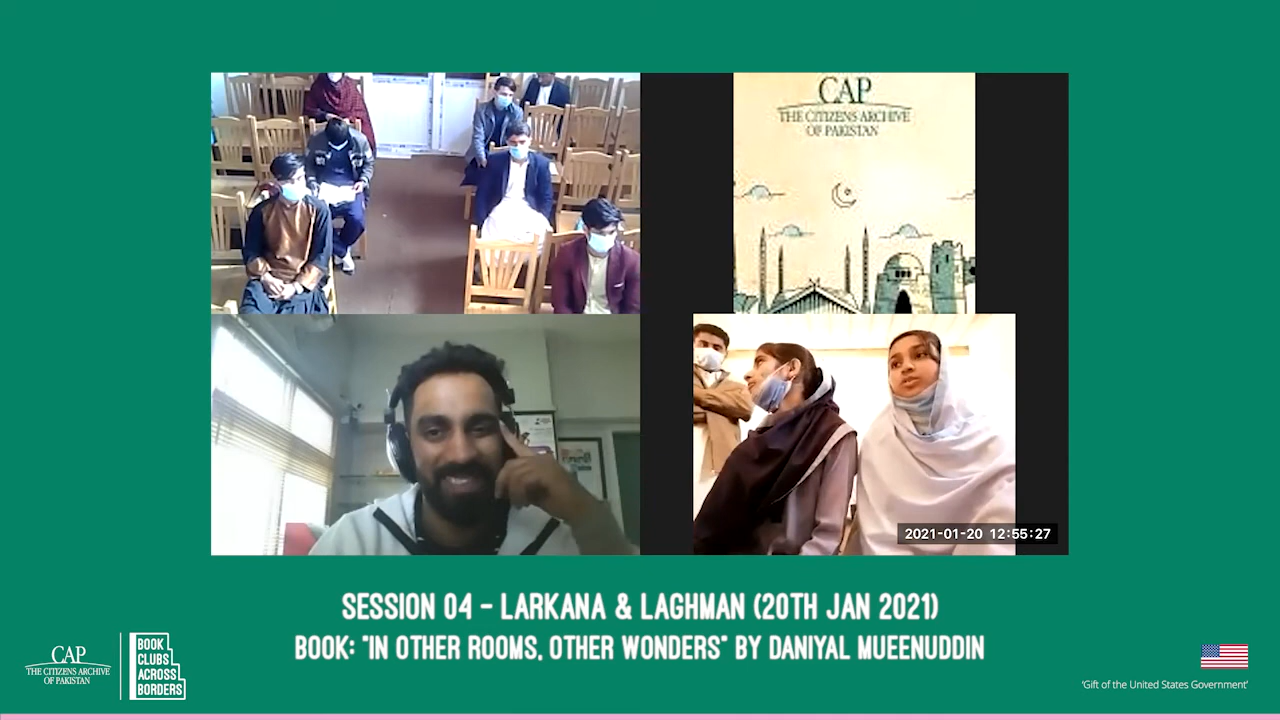 CAP
THE CITIZENS ARCHIVE
OF PAKISTAN
2021-01-20 12:55:27
SESSION 04 - LARKANA & LAGHMAN (20TH JAN 2021)
BOOK: "IN OTHER ROOMS, OTHER WONDERS" BY DANIYAL MUEENUDDIN
CAP
THE CITIZENS ARCHIVE
OF PAKISTAN
BOOK
CLUBS
ACROSS
BORDERS
'Gift of the United States Government'